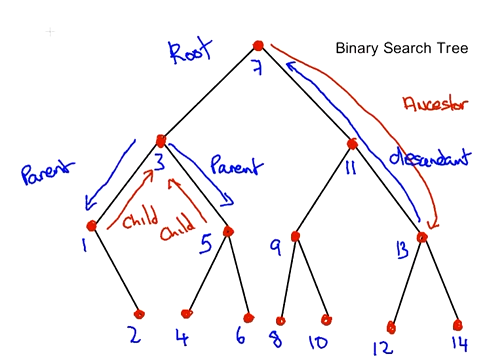 Root
Binary Search Tree
7
Ancestor
Parent
3
Parent
11
desendant
Child
Child
1
5
9
13
2
4
6
8
10
12
14